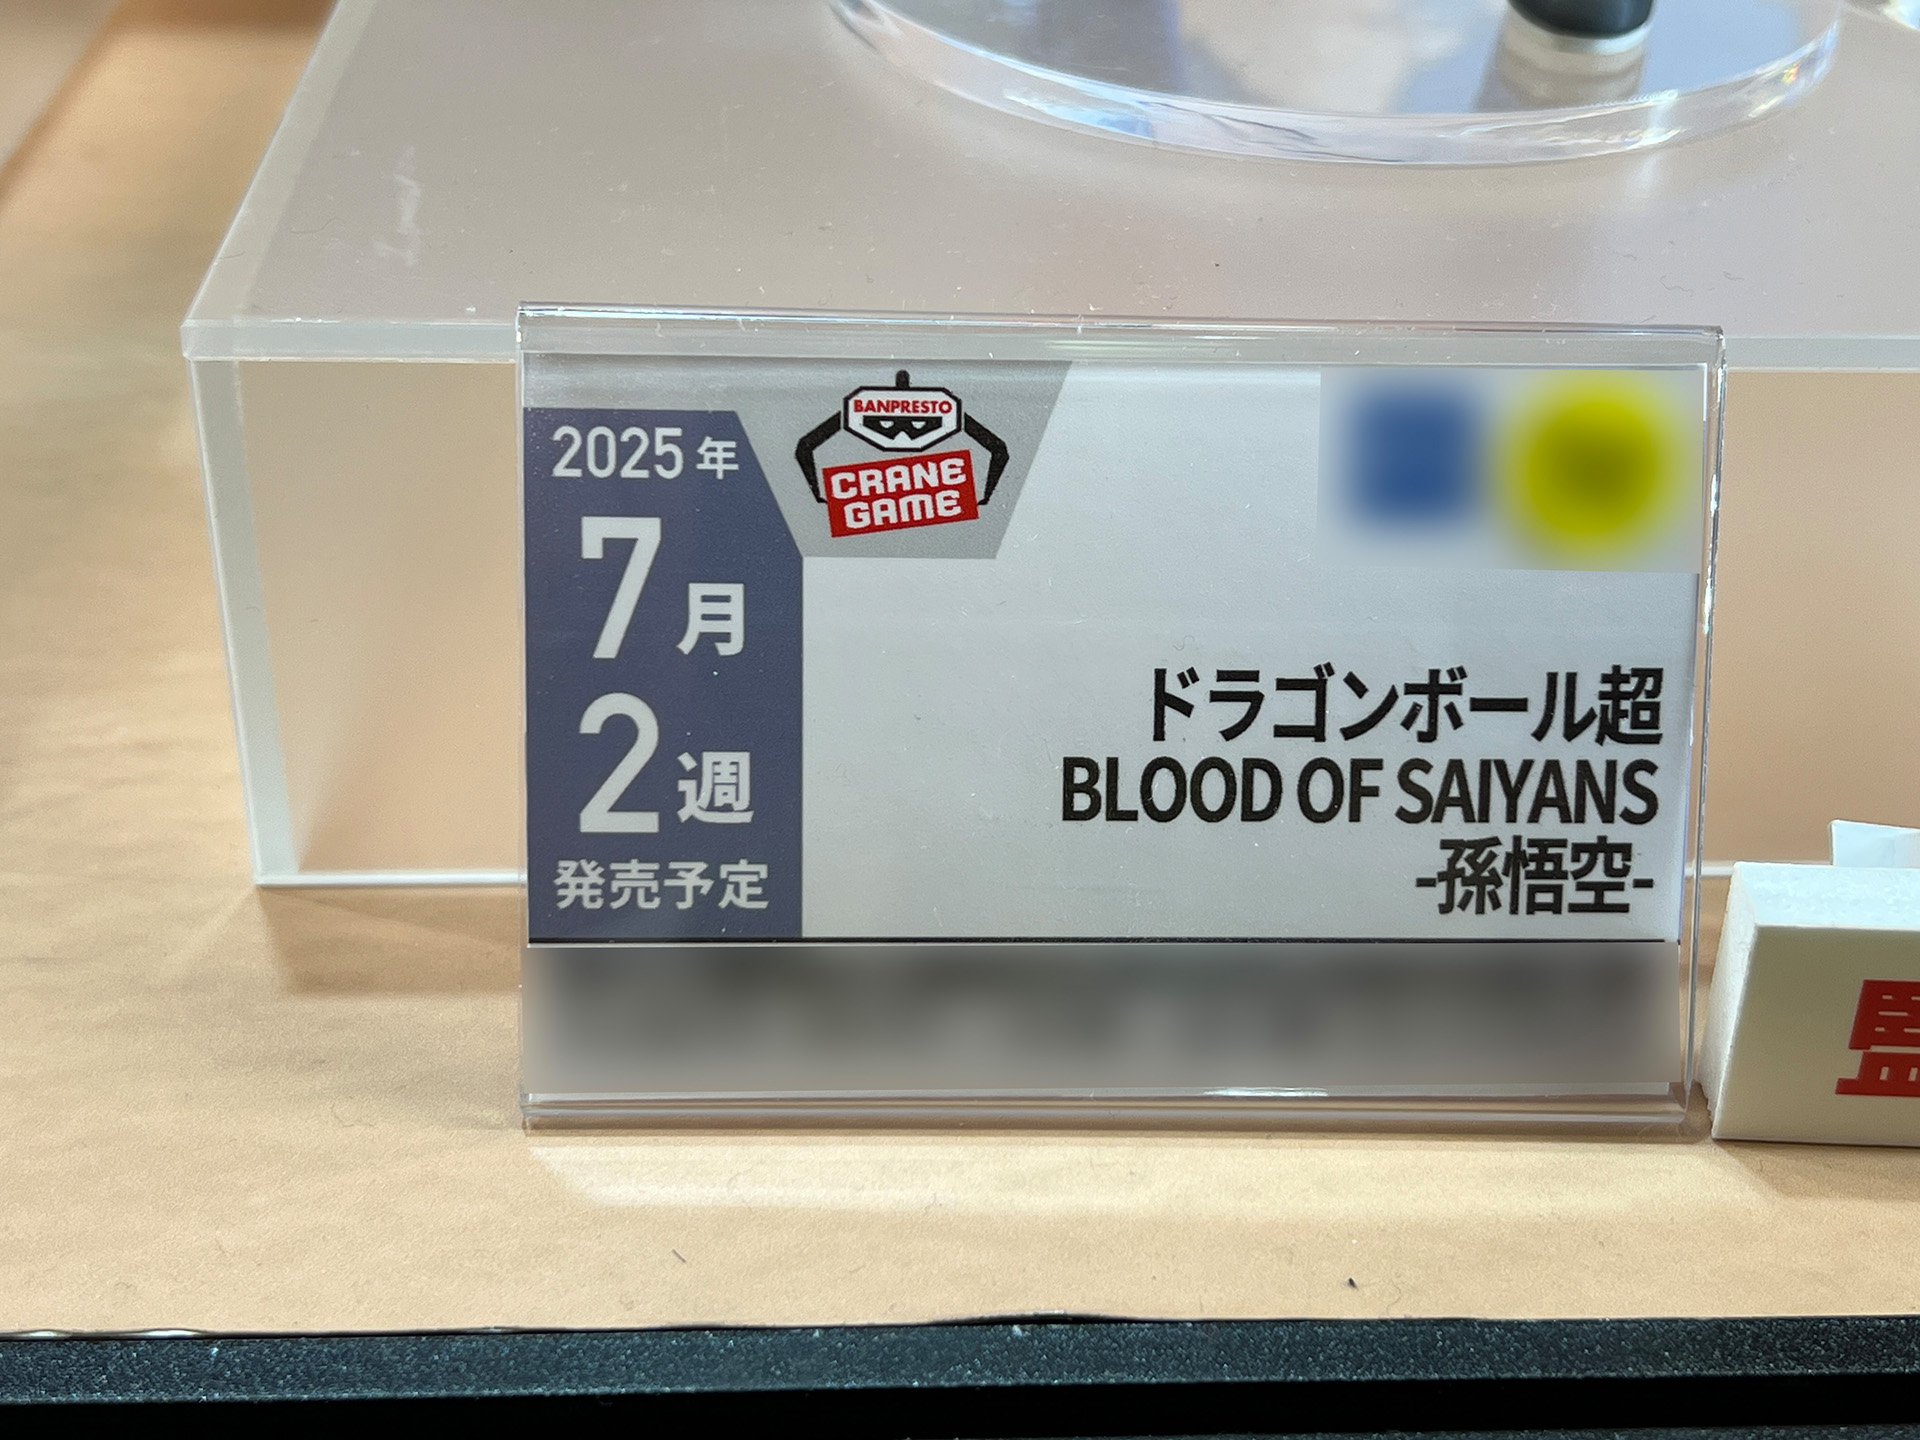 2025年
7月
2週
発売予定
BANPRESTO
CRANE
GAME
ドラゴンボール超
BLOOD OF SAIYANS
-孫悟空-